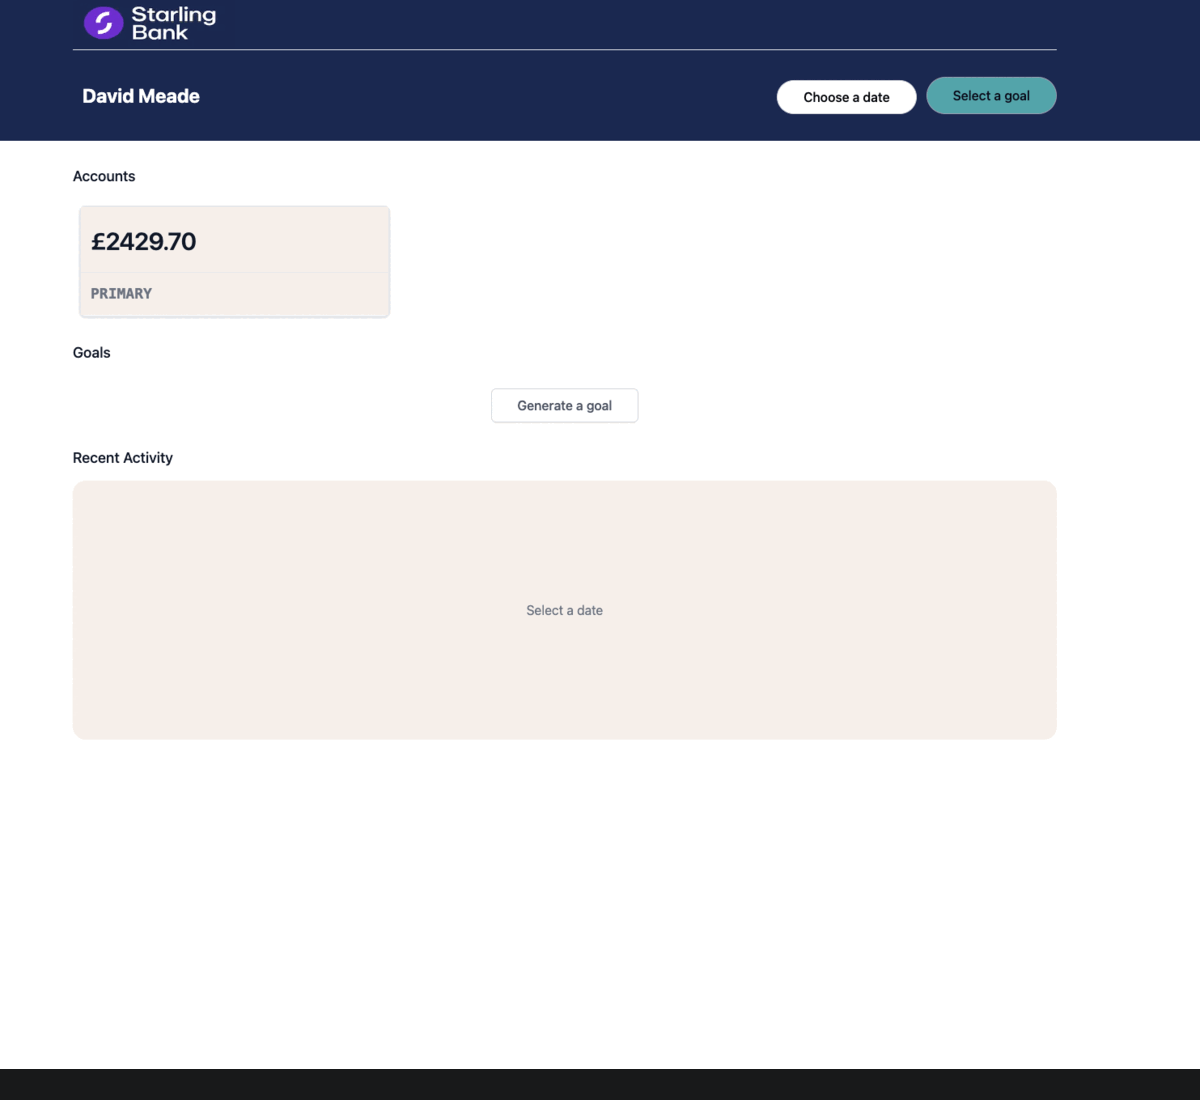 Starling
Bank
David Meade
Choose a date
Select a goal
Accounts
£2429.70
PRIMARY
Goals
Generate a goal
Recent Activity
Select a date